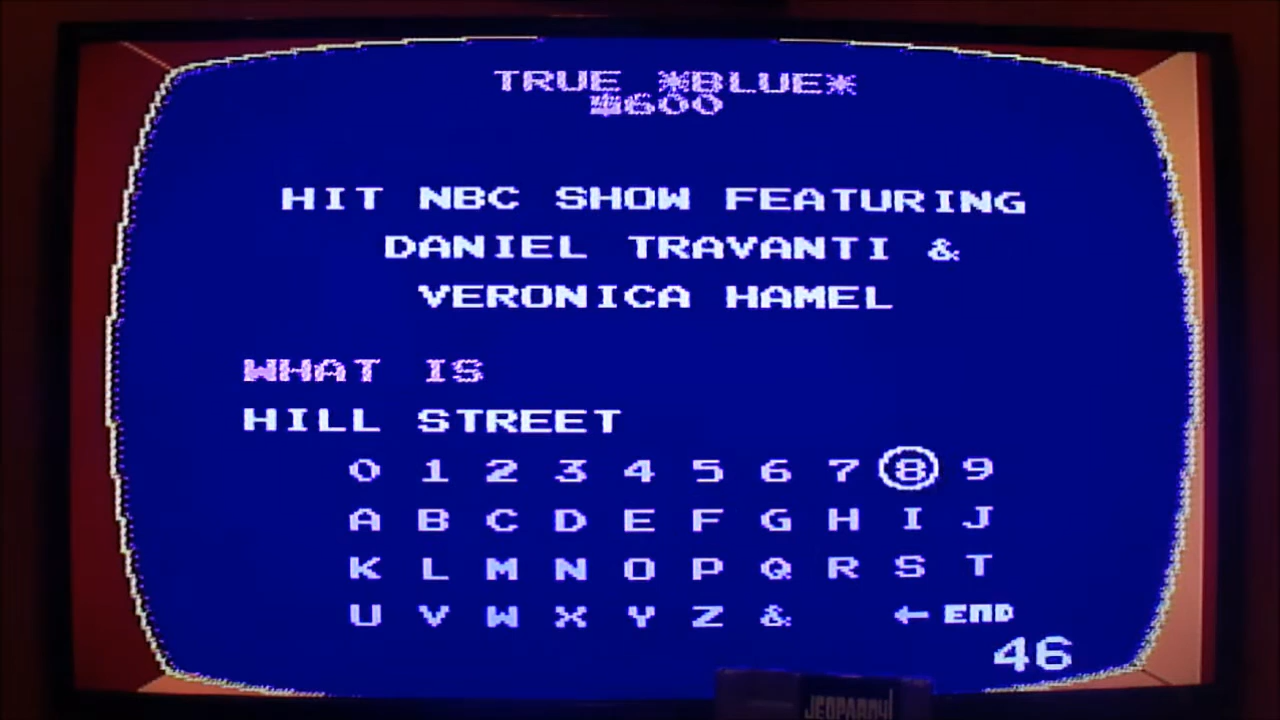 TRUE *BLUE*
$600
HIT NBC SHOW FEATURING
DANIEL TRAVANTI &
VERONICA HAMEL
WHAT IS
HILL STREET
0 1 2 3 4 5 6 7 8 9
A B C D E F G H I J
K L M N O P Q R S T
U V W X Y Z & ← END
46
JEOPARDY!